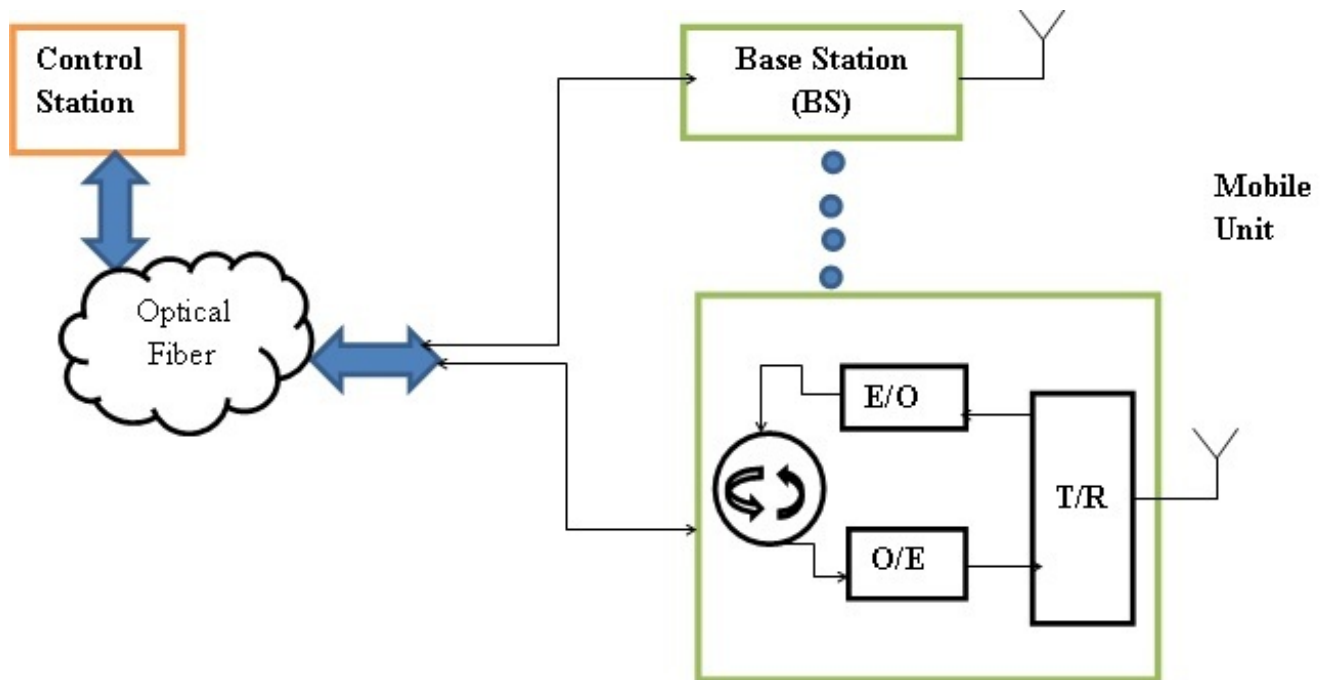 Control
Station
Base Station
(BS)
Mobile
Unit
Optical
Fiber
E/O
T/R
O/E